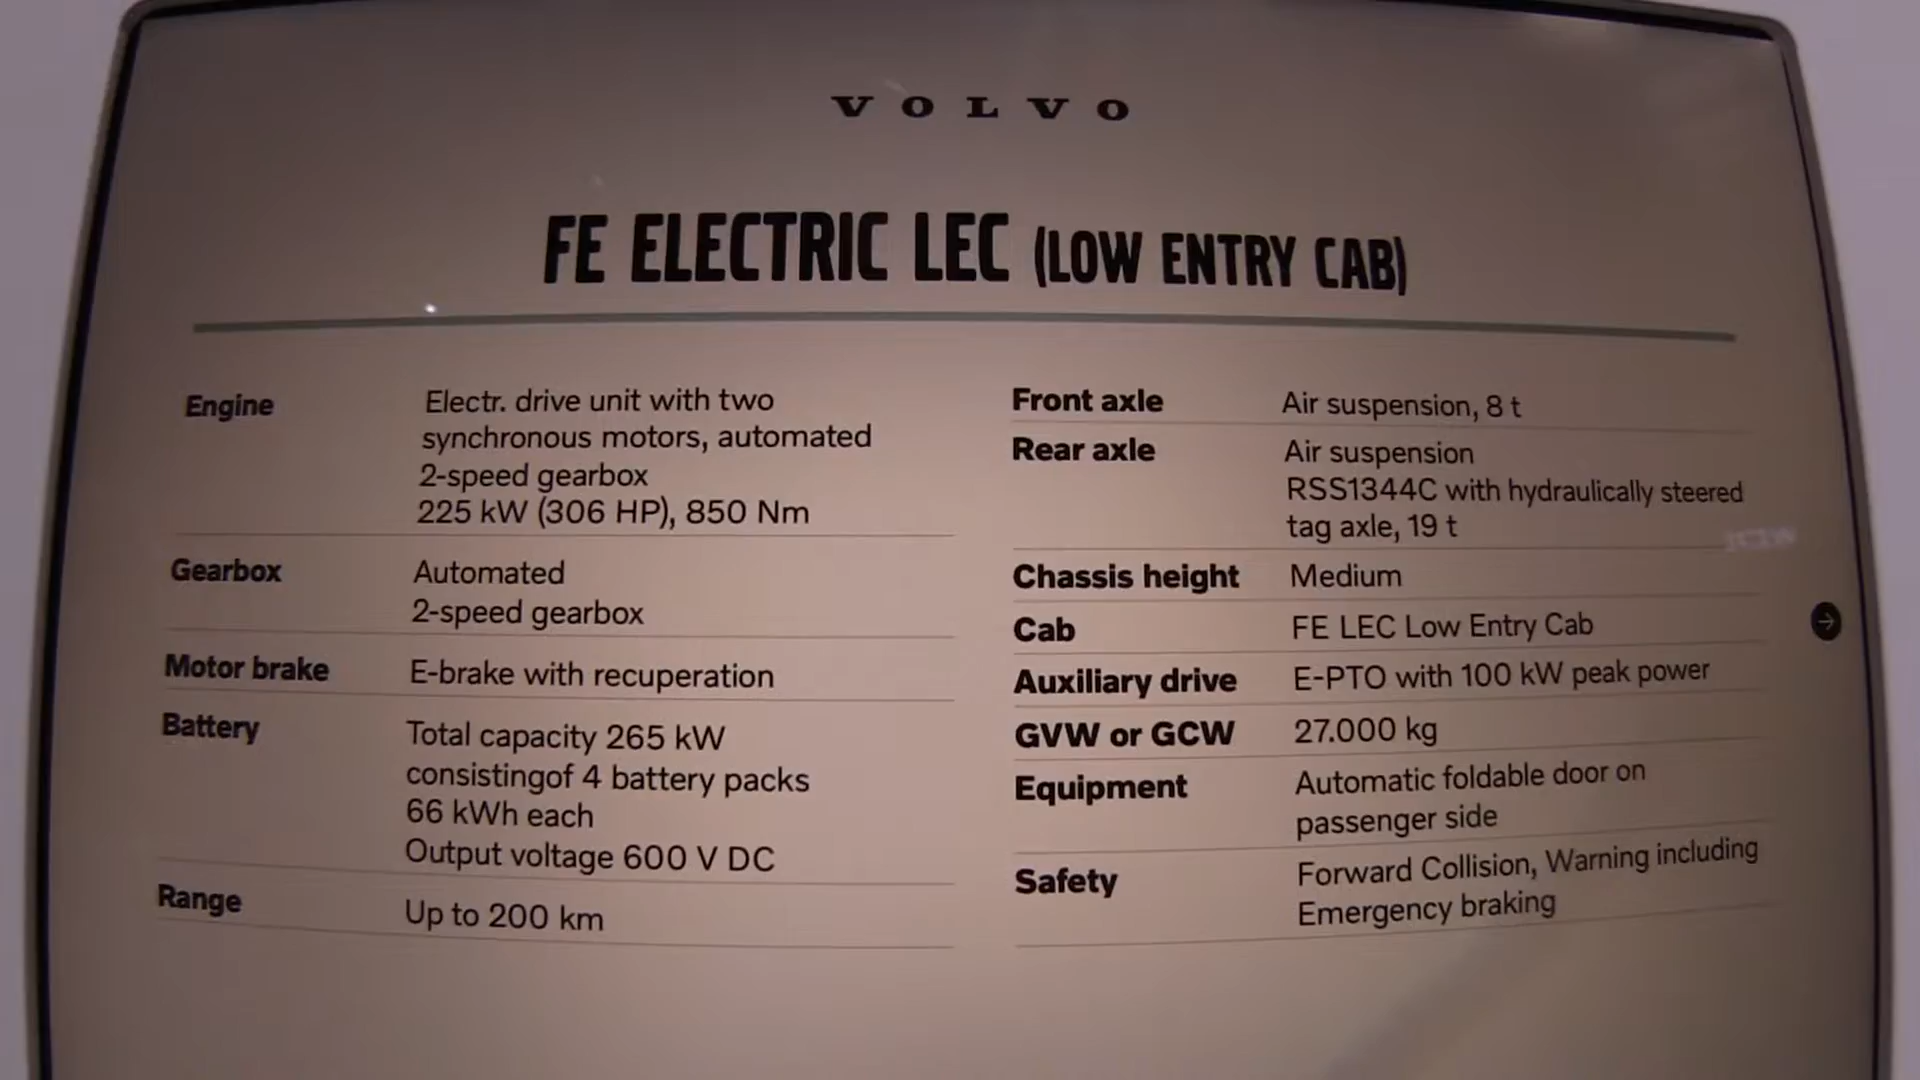 VOLVO
FE ELECTRIC LEC (LOW ENTRY CAB)
Engine Electr. drive unit with two
synchronous motors, automated
2-speed gearbox
225 kW (306 HP), 850 Nm
Gearbox Automated
2-speed gearbox
Motor brake E-brake with recuperation
Battery Total capacity 265 kW
consistingof 4 battery packs
66 kWh each
Output voltage 600 V DC
Range Up to 200 km
Front axle Air suspension, 8 t
Rear axle Air suspension
RSS1344C with hydraulically steered
tag axle, 19 t
Chassis height Medium
Cab FE LEC Low Entry Cab
Auxiliary drive E-PTO with 100 kW peak power
GVW or GCW 27.000 kg
Equipment Automatic foldable door on
passenger side
Safety Forward Collision, Warning including
Emergency braking